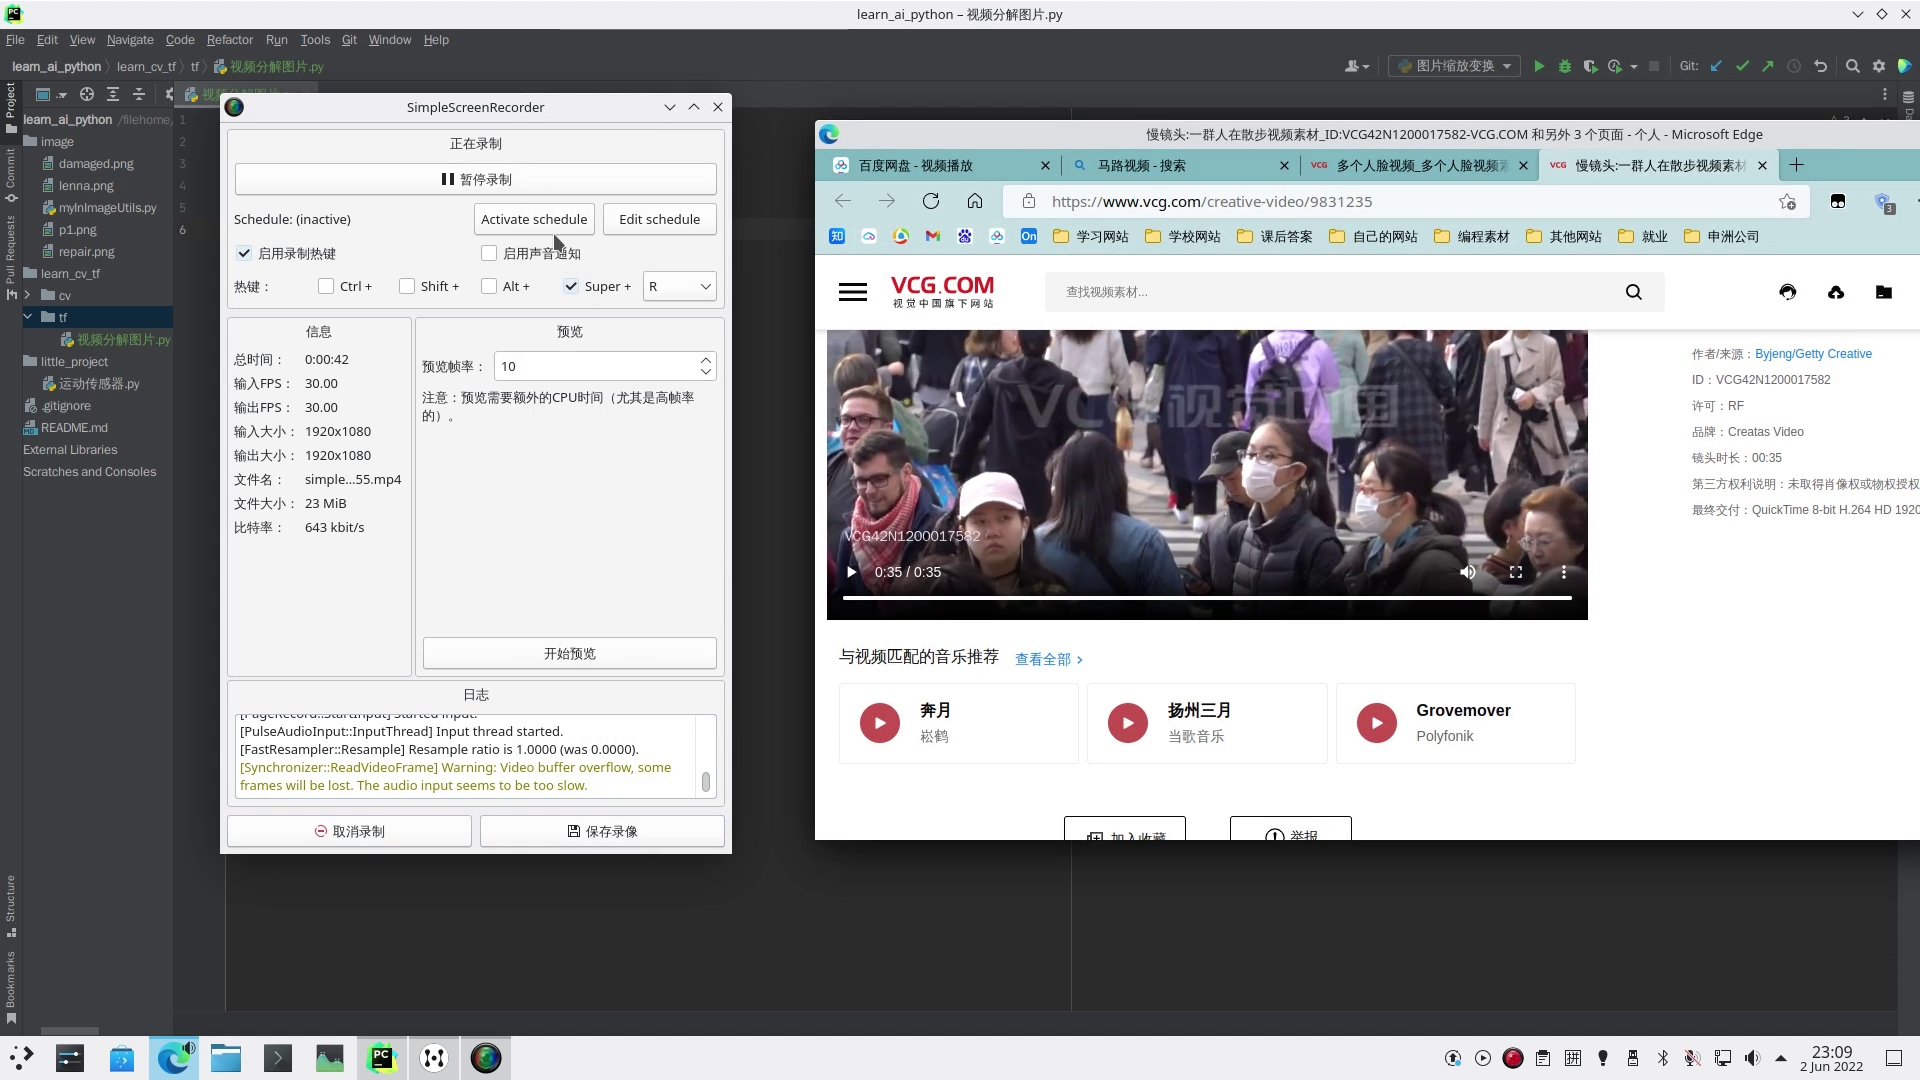 learn_ai_python – 视频分解图片.py
File Edit View Navigate Code Refactor Run Tools Git Window Help
learn_ai_python learn_cv_tf tf 视频分解图片.py
图片缩放变换
Git:
Project
Commit
Pull Requests
Structure
Bookmarks
learn_ai_python /filehome
image
damaged.png
lenna.png
myInImageUtils.py
p1.png
repair.png
learn_cv_tf
cv
tf
视频分解图片.py
little_project
运动传感器.py
.gitignore
README.md
External Libraries
Scratches and Consoles
1
2
3
4
5
6
SimpleScreenRecorder
正在录制
暂停录制
Schedule: (inactive) Activate schedule Edit schedule
启用录制热键 启用声音通知
热键： Ctrl + Shift + Alt + Super + R
信息
总时间： 0:00:42
输入FPS： 30.00
输出FPS： 30.00
输入大小： 1920x1080
输出大小： 1920x1080
文件名： simple...55.mp4
文件大小： 23 MiB
比特率： 643 kbit/s
预览
预览帧率： 10
注意：预览需要额外的CPU时间（尤其是高帧率
的）。
开始预览
日志
[PageRecord::StartInput] Started input.
[PulseAudioInput::InputThread] Input thread started.
[FastResampler::Resample] Resample ratio is 1.0000 (was 0.0000).
[Synchronizer::ReadVideoFrame] Warning: Video buffer overflow, some
frames will be lost. The audio input seems to be too slow.
取消录制 保存录像
慢镜头:一群人在散步视频素材_ID:VCG42N1200017582-VCG.COM 和另外 3 个页面 - 个人 - Microsoft Edge
百度网盘 - 视频播放 马路视频 - 搜索 VCG 多个人脸视频_多个人脸视频素 VCG 慢镜头:一群人在散步视频素材
https://www.vcg.com/creative-video/9831235
3
知 On 学习网站 学校网站 课后答案 自己的网站 编程素材 其他网站 就业 申洲公司
VCG.COM
视觉中国旗下网站
查找视频素材...
VCG42N1200017582
0:35 / 0:35
作者/来源：Byjeng/Getty Creative
ID：VCG42N1200017582
许可：RF
品牌：Creatas Video
镜头时长：00:35
第三方权利说明：未取得肖像权或物权授权
最终交付：QuickTime 8-bit H.264 HD 1920
与视频匹配的音乐推荐 查看全部
奔月
崧鹤
扬州三月
当歌音乐
Grovemover
Polyfonik
加入收藏 举报
PC
拼
23:09
2 Jun 2022